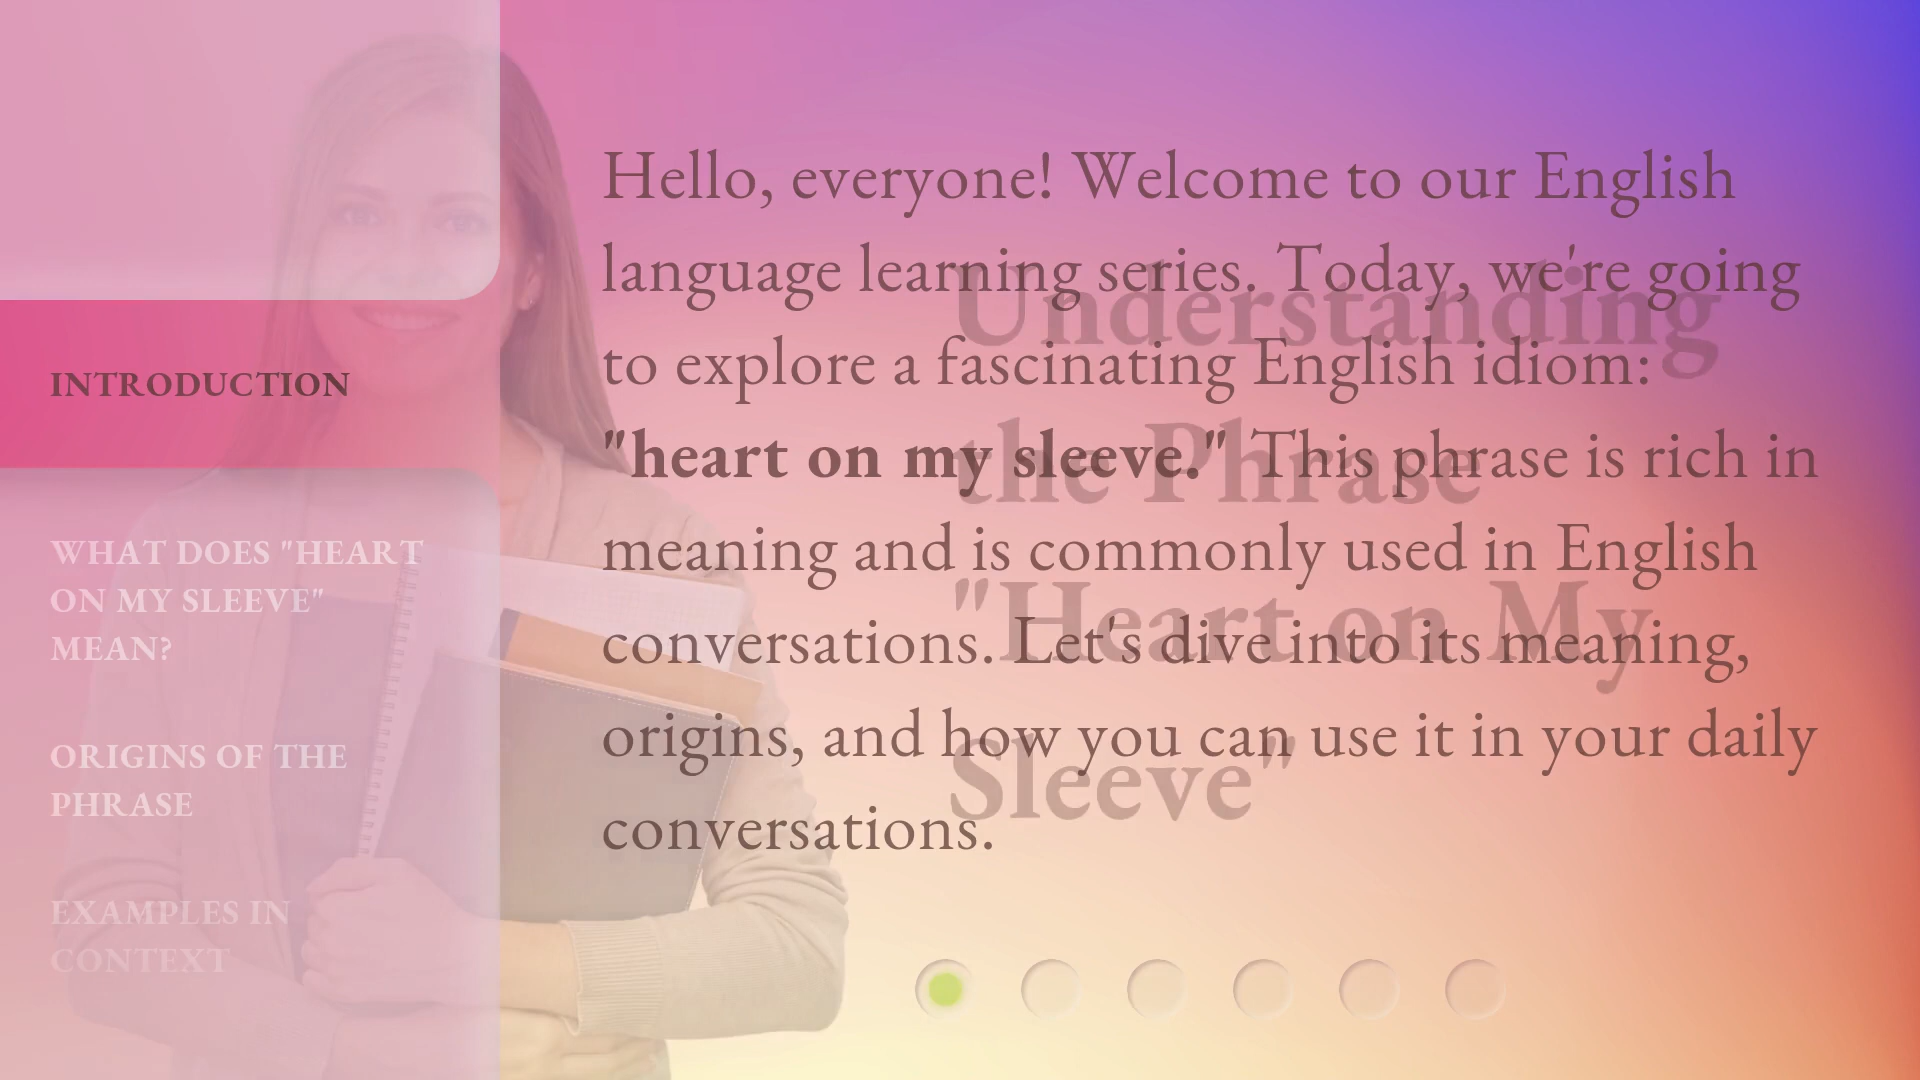 INTRODUCTION
WHAT DOES "HEART
ON MY SLEEVE"
MEAN?
ORIGINS OF THE
PHRASE
EXAMPLES IN
CONTEXT
Hello, everyone! Welcome to our English
language learning series. Today, we're going
to explore a fascinating English idiom:
"heart on my sleeve." This phrase is rich in
meaning and is commonly used in English
conversations. Let's dive into its meaning,
origins, and how you can use it in your daily
conversations.
Understanding
the Phrase
"Heart on My
Sleeve"